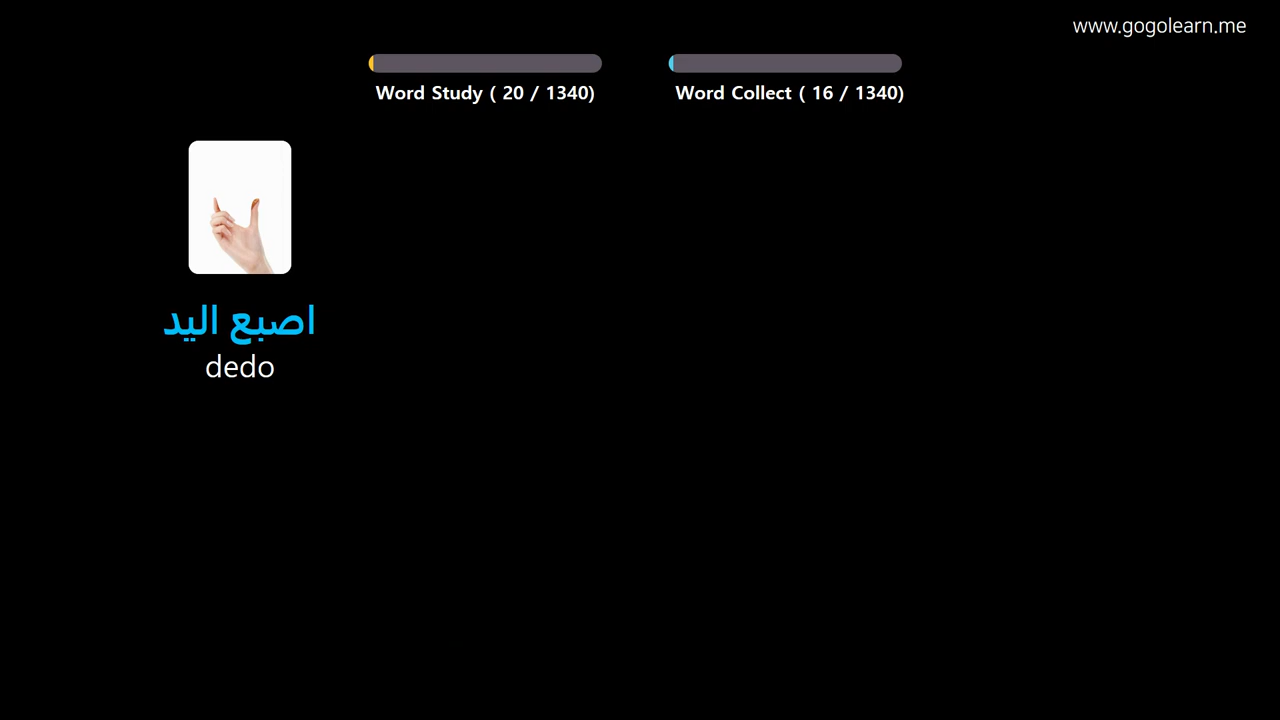 www.gogolearn.me
Word Study ( 20 / 1340)
Word Collect ( 16 / 1340)
اصبع اليد
dedo